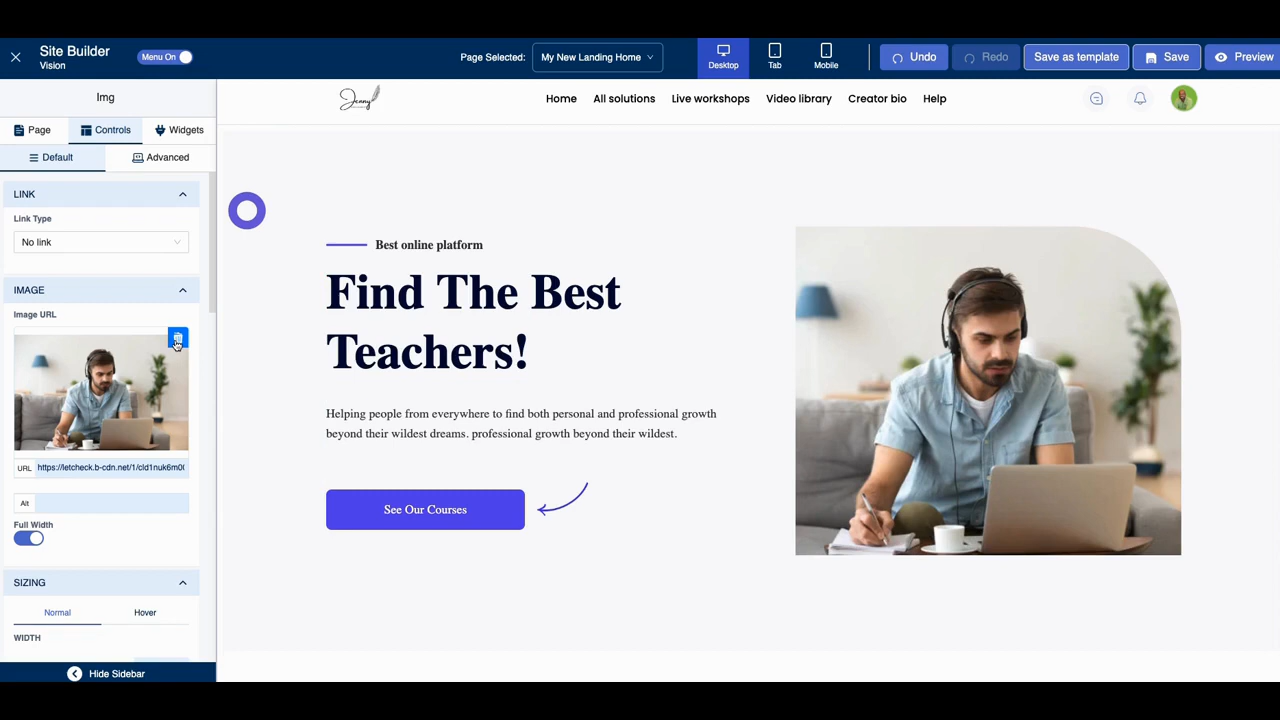 Site Builder
Vision
Menu On
Page Selected:
My New Landing Home
Desktop
Tab
Mobile
Undo
Redo
Save as template
Save
Preview
Img
Page
Controls
Widgets
Default
Advanced
LINK
Link Type
No link
IMAGE
Image URL
URL
Alt
Full Width
SIZING
Normal
Hover
WIDTH
Hide Sidebar
Jenny
Home
All solutions
Live workshops
Video library
Creator bio
Help
Best online platform
Find The Best
Teachers!
Helping people from everywhere to find both personal and professional growth
beyond their wildest dreams. professional growth beyond their wildest.
See Our Courses